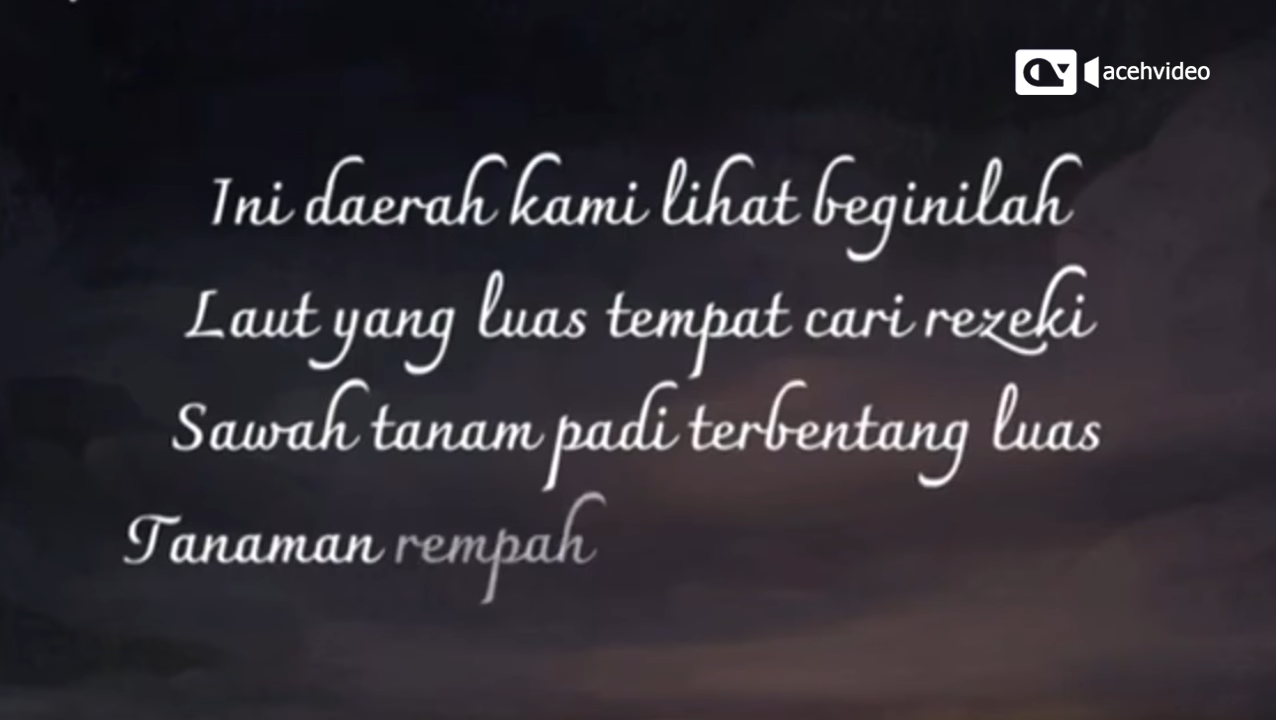 acehvideo
Ini daerah kami lihat beginilah
Laut yang luas tempat cari rezeki
Sawah tanam padi terbentang luas
Tanaman rempah